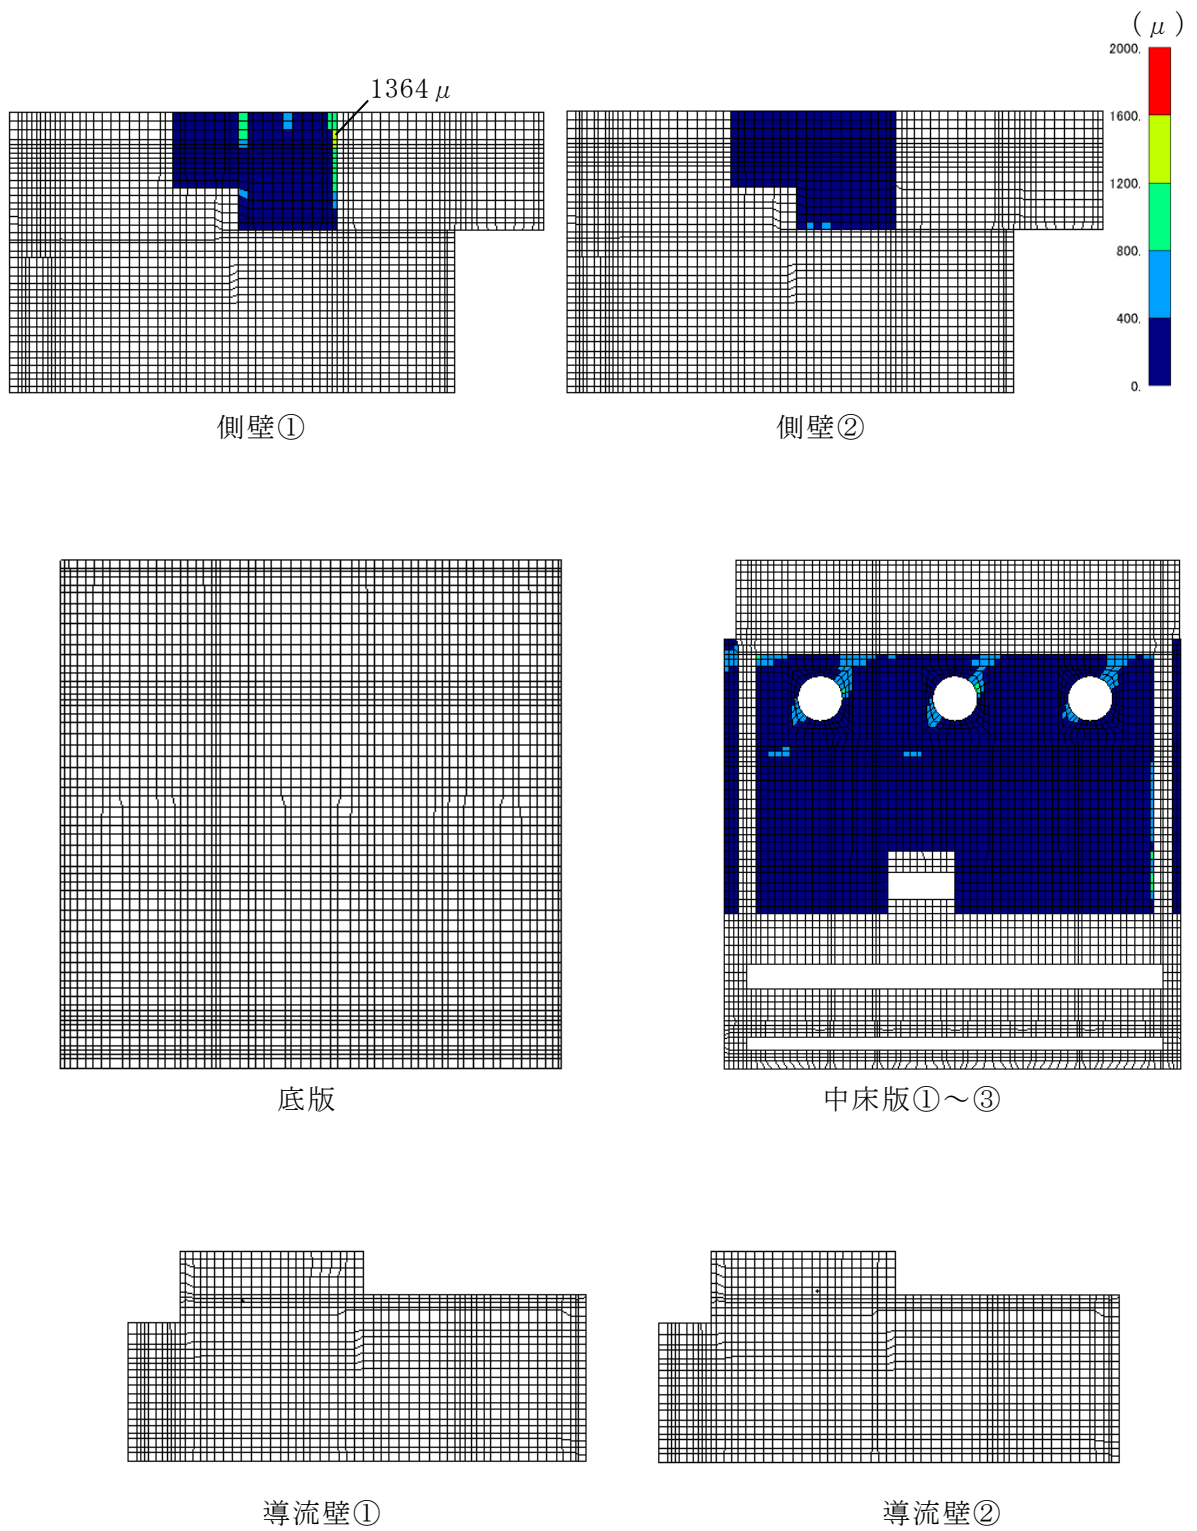 (μ)
2000.
1364μ
1600.
1200.
800.
400.
0.
側壁①
側壁②
底版
中床版①～③
導流壁①
導流壁②